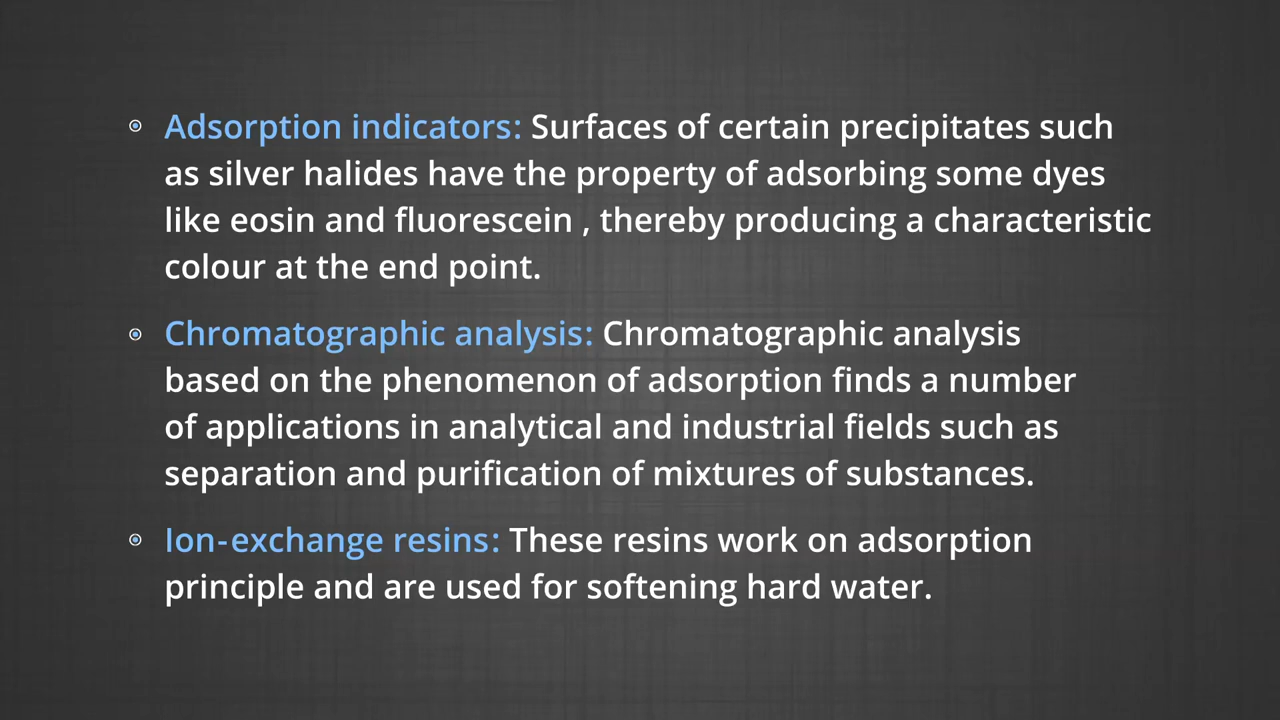 Adsorption indicators: Surfaces of certain precipitates such
as silver halides have the property of adsorbing some dyes
like eosin and fluorescein , thereby producing a characteristic
colour at the end point.
Chromatographic analysis: Chromatographic analysis
based on the phenomenon of adsorption finds a number
of applications in analytical and industrial fields such as
separation and purification of mixtures of substances.
Ion-exchange resins: These resins work on adsorption
principle and are used for softening hard water.